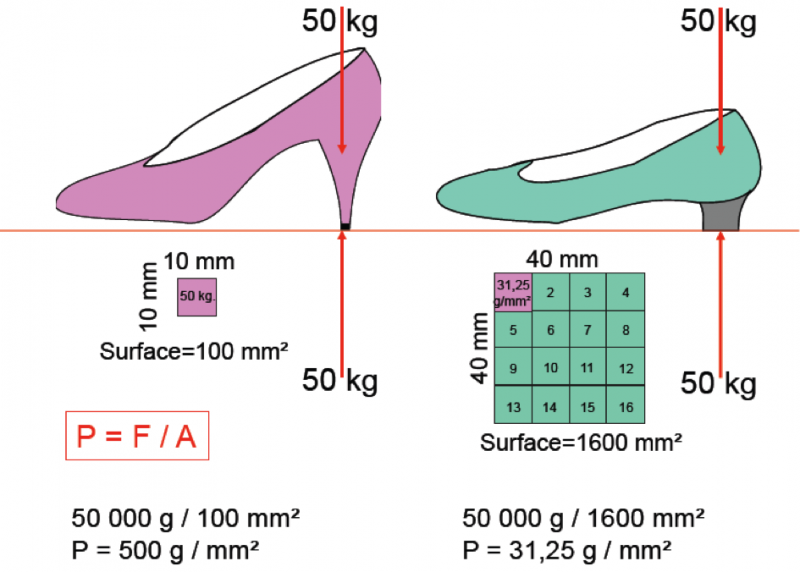 50 kg
50 kg
10 mm
10 mm
50 kg.
Surface=100 mm²
50 kg
P = F / A
50 000 g / 100 mm²
P = 500 g / mm²
40 mm
40 mm
31,25
g/mm²
2 3 4
5 6 7 8
9 10 11 12
13 14 15 16
50 kg
Surface=1600 mm²
50 000 g / 1600 mm²
P = 31,25 g / mm²